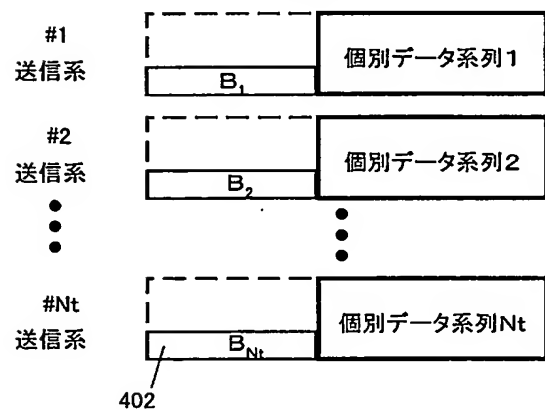 #1
送信系
B1
個別データ系列1
#2
送信系
B2
個別データ系列2
#Nt
送信系
BNt
個別データ系列Nt
402